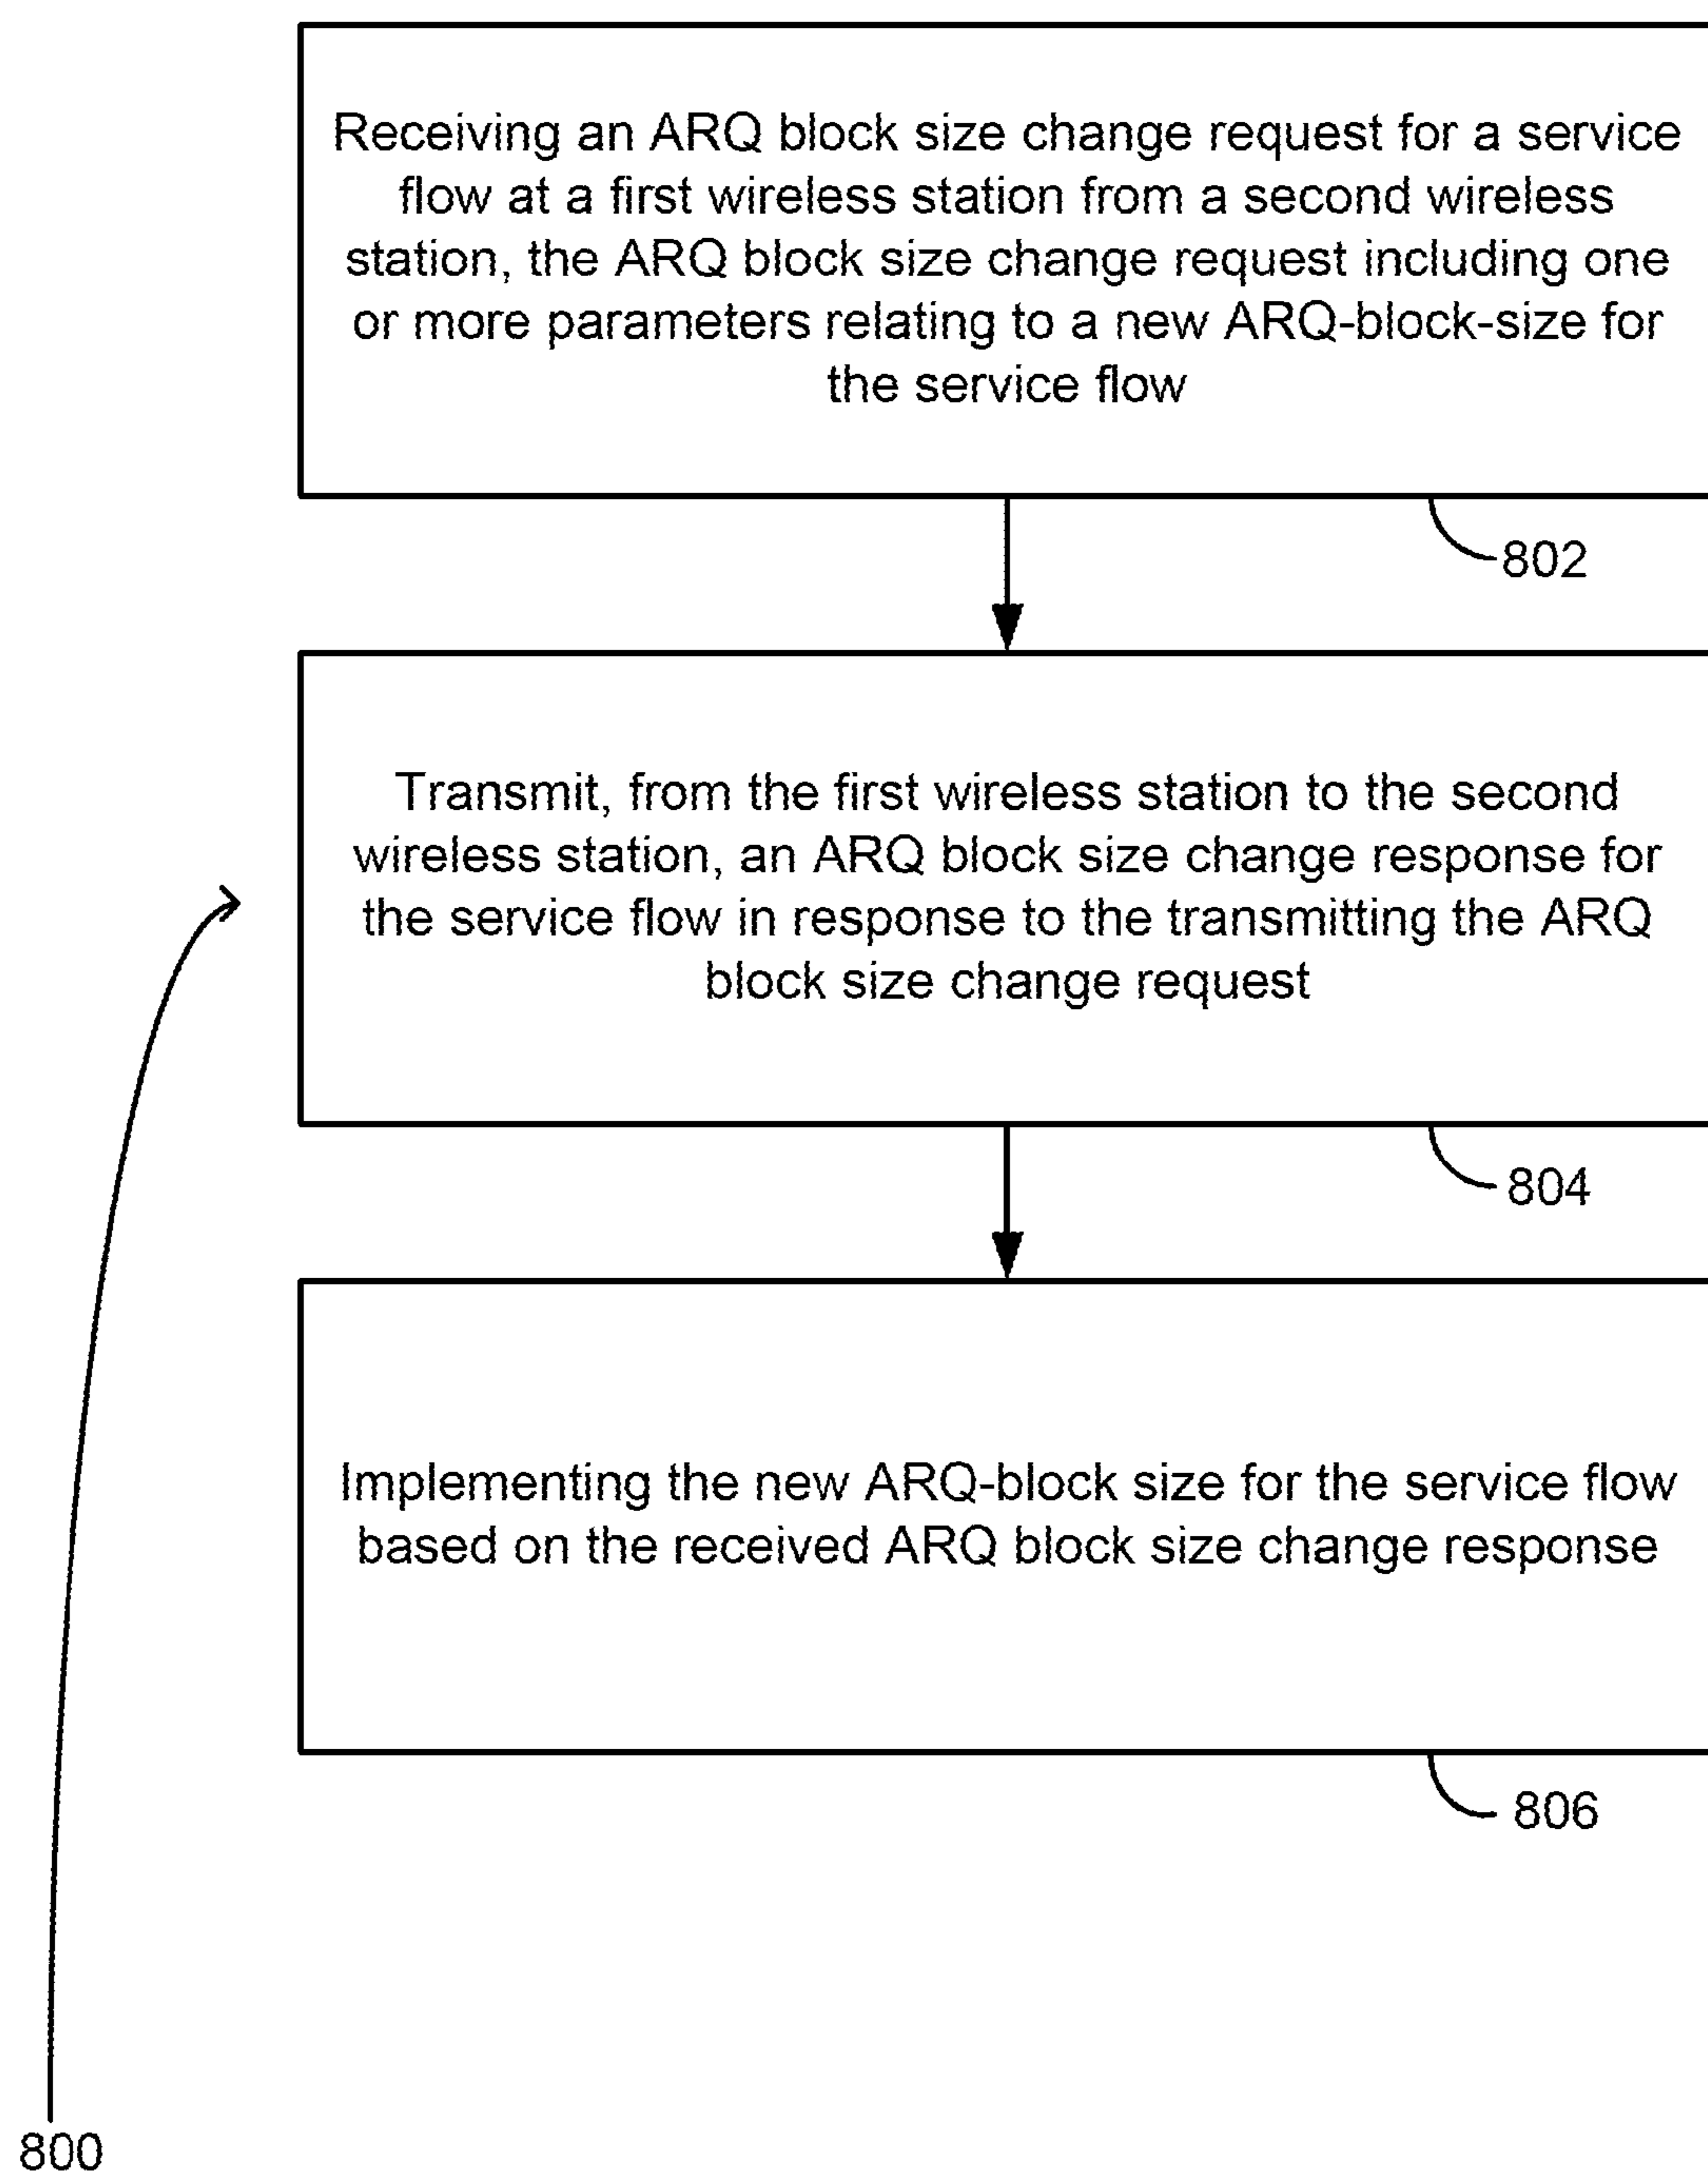 Receiving an ARQ block size change request for a service
flow at a first wireless station from a second wireless
station, the ARQ block size change request including one
or more parameters relating to a new ARQ-block-size for
the service flow
802
Transmit, from the first wireless station to the second
wireless station, an ARQ block size change response for
the service flow in response to the transmitting the ARQ
block size change request
804
Implementing the new ARQ-block size for the service flow
based on the received ARQ block size change response
806
800